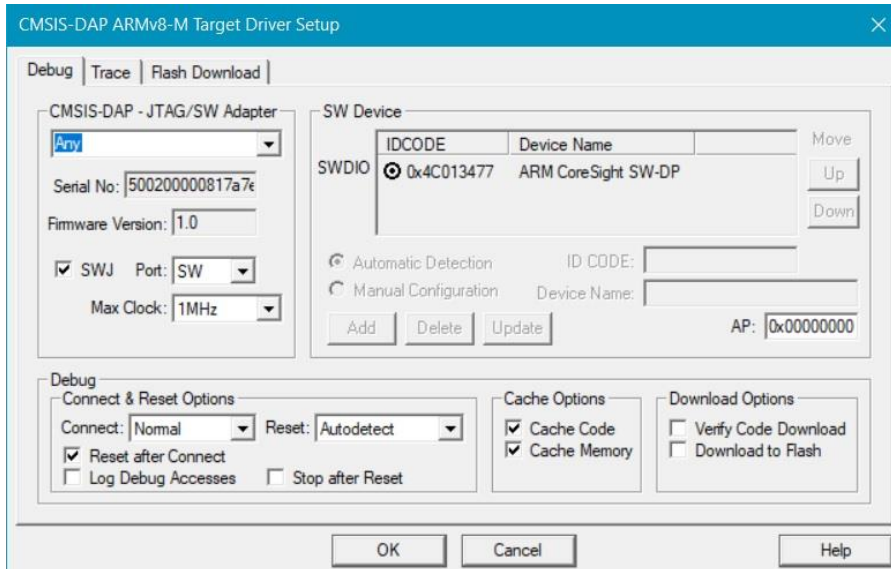 CMSIS-DAP ARMv8-M Target Driver Setup
Debug Trace Flash Download
CMSIS-DAP - JTAG/SW Adapter
Any
Serial No: 500200000817a7e
Firmware Version: 1.0
SWJ Port: SW
Max Clock: 1MHz
SW Device
IDCODE Device Name Move
SWDIO 0x4C013477 ARM CoreSight SW-DP Up
Down
Automatic Detection ID CODE:
Manual Configuration Device Name:
Add Delete Update AP: 0x00000000
Debug
Connect & Reset Options
Connect: Normal Reset: Autodetect
Reset after Connect
Log Debug Accesses Stop after Reset
Cache Options
Cache Code
Cache Memory
Download Options
Verify Code Download
Download to Flash
OK Cancel Help